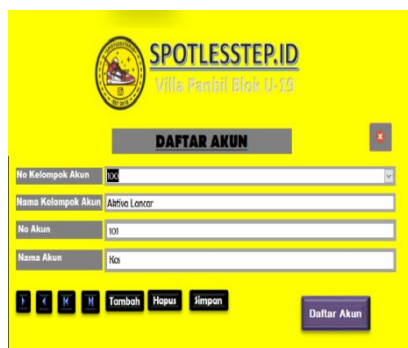 SPOTLESSTEP.ID
Villa Panbil Blok U-19
DAFTAR AKUN
No Kelompok Akun 100
Nama Kelompok Akun Aktiva Lancar
No Akun 101
Nama Akun Kas
Tambah Hapus Simpan
Daftar Akun